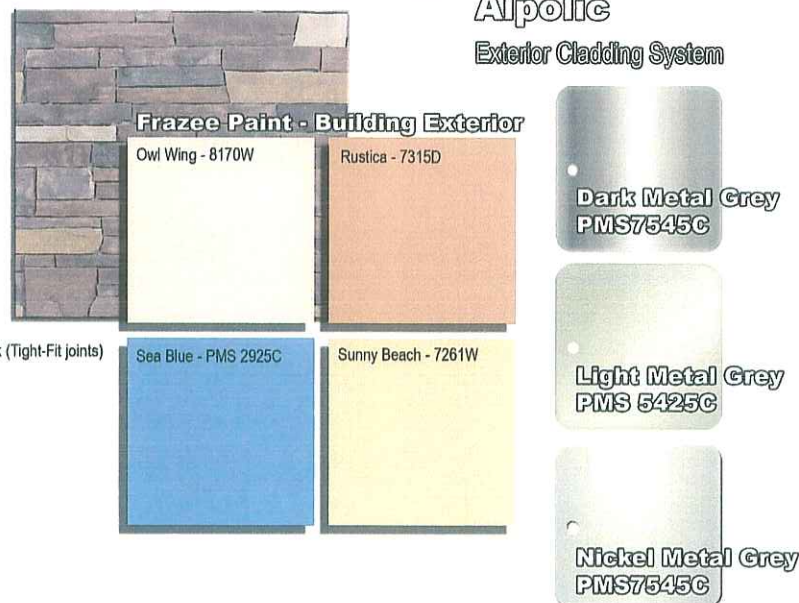 Alpolic
Exterior Cladding System
Frazee Paint - Building Exterior
Owl Wing - 8170W
Rustica - 7315D
Dark Metal Grey
PMS7545C
(Tight-Fit joints)
Sea Blue - PMS 2925C
Sunny Beach - 7261W
Light Metal Grey
PMS 5425C
Nickel Metal Grey
PMS7545C